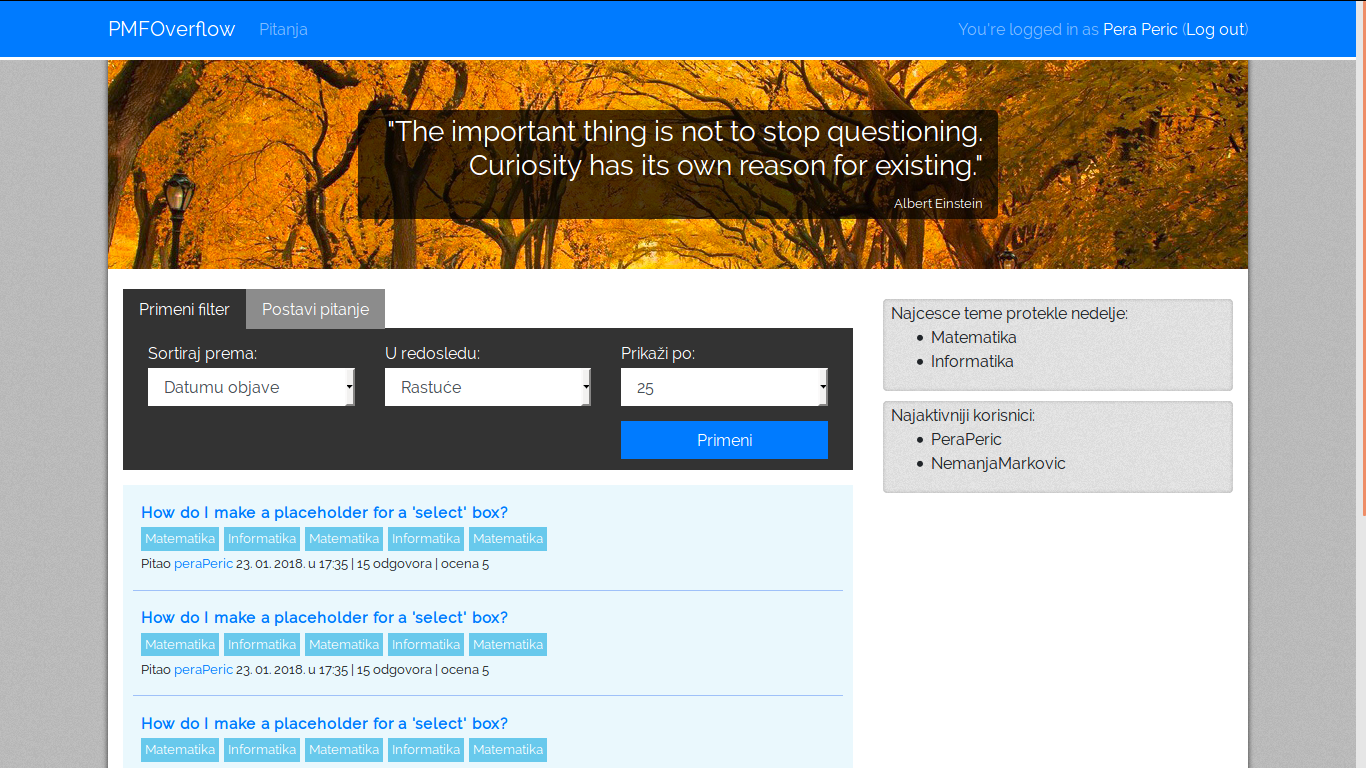 PMFOverflow Pitanja You're logged in as Pera Peric (Log out)
"The important thing is not to stop questioning.
Curiosity has its own reason for existing."
Albert Einstein
Primeni filter Postavi pitanje
Sortiraj prema: U redosledu: Prikaži po:
Datumu objave Rastuće 25
Primeni
How do I make a placeholder for a 'select' box?
Matematika Informatika Matematika Informatika Matematika
Pitao peraPeric 23. 01. 2018. u 17:35 | 15 odgovora | ocena 5
How do I make a placeholder for a 'select' box?
Matematika Informatika Matematika Informatika Matematika
Pitao peraPeric 23. 01. 2018. u 17:35 | 15 odgovora | ocena 5
How do I make a placeholder for a 'select' box?
Matematika Informatika Matematika Informatika Matematika
Najcesce teme protekle nedelje:
Matematika
Informatika
Najaktivniji korisnici:
PeraPeric
NemanjaMarkovic